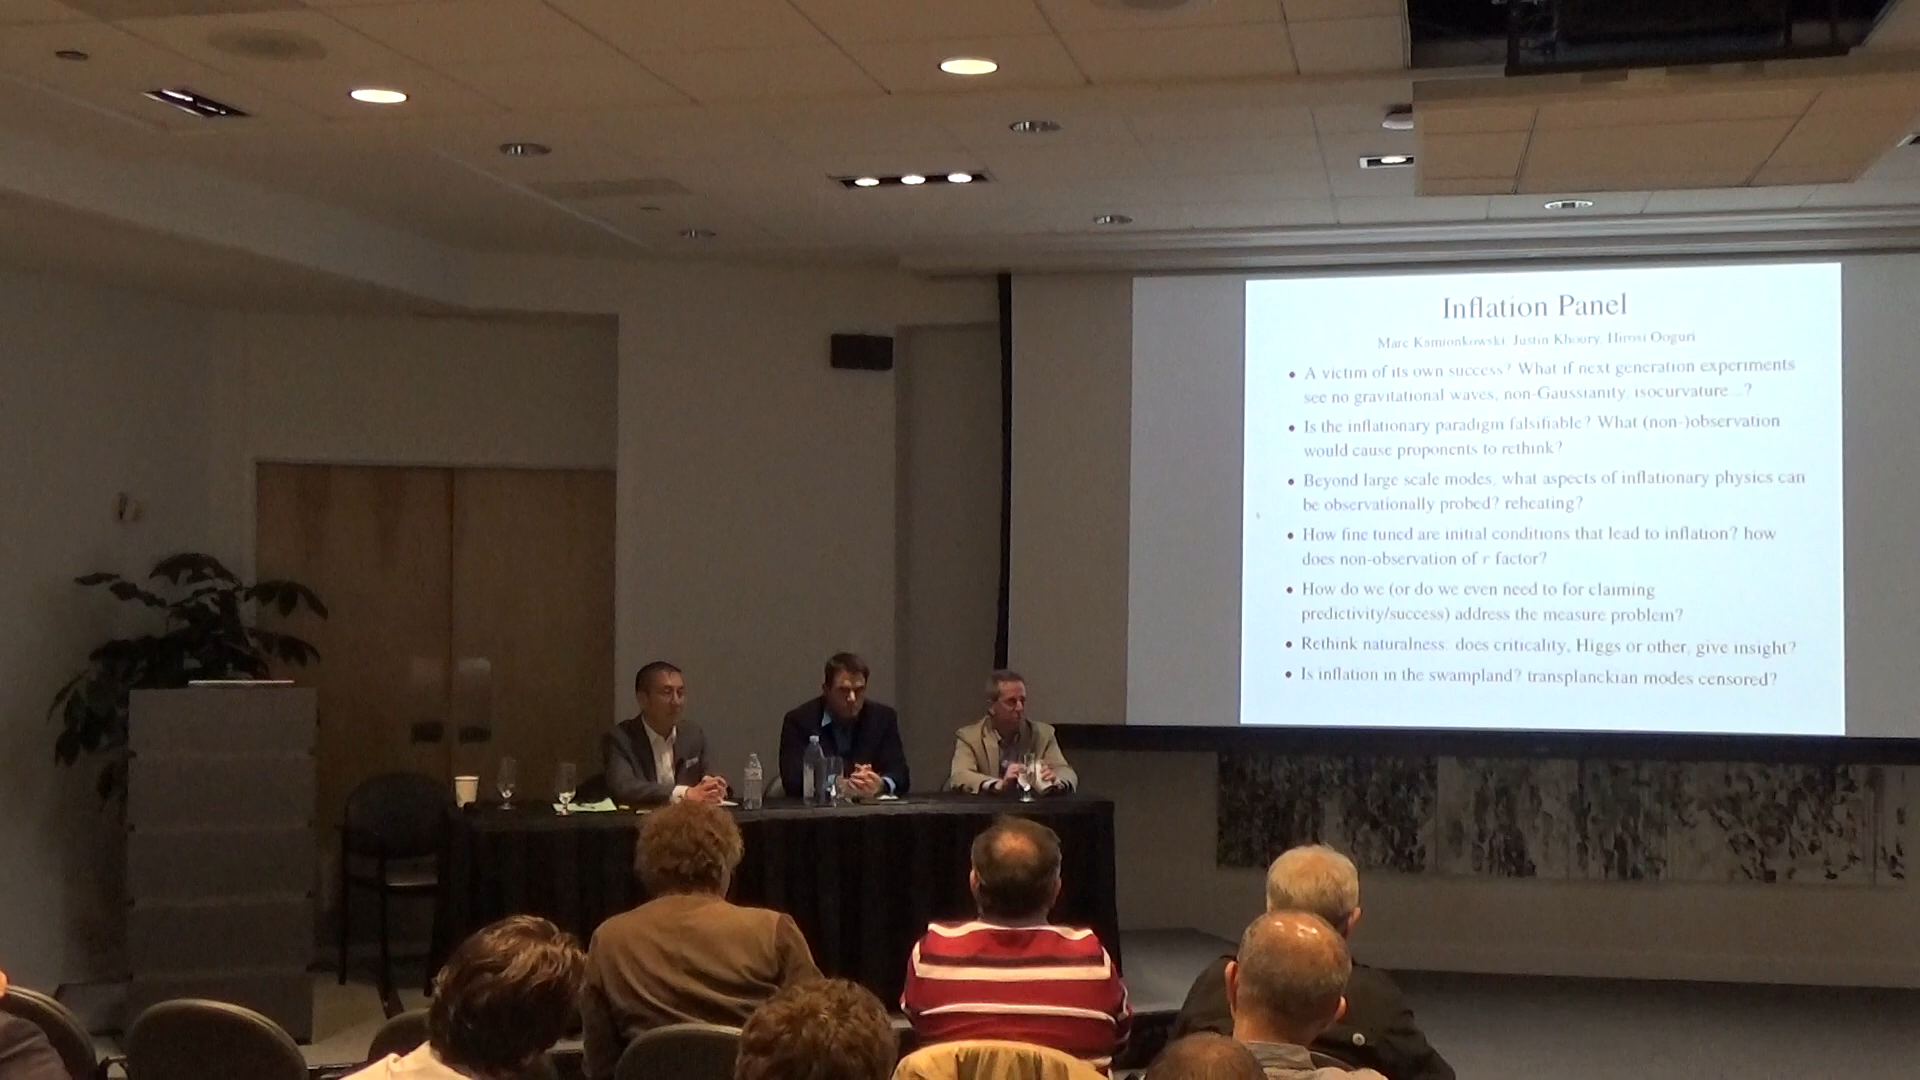 Inflation Panel
Marc Kamionkowski, Justin Khoury, Hirosi Ooguri
• A victim of its own success? What if next generation experiments
see no gravitational waves, non-Gaussianity, isocurvature...?
• Is the inflationary paradigm falsifiable? What (non-)observation
would cause proponents to rethink?
• Beyond large scale modes, what aspects of inflationary physics can
be observationally probed? reheating?
• How fine tuned are initial conditions that lead to inflation? how
does non-observation of r factor?
• How do we (or do we even need to for claiming
predictivity/success) address the measure problem?
• Rethink naturalness: does criticality, Higgs or other, give insight?
• Is inflation in the swampland? transplanckian modes censored?